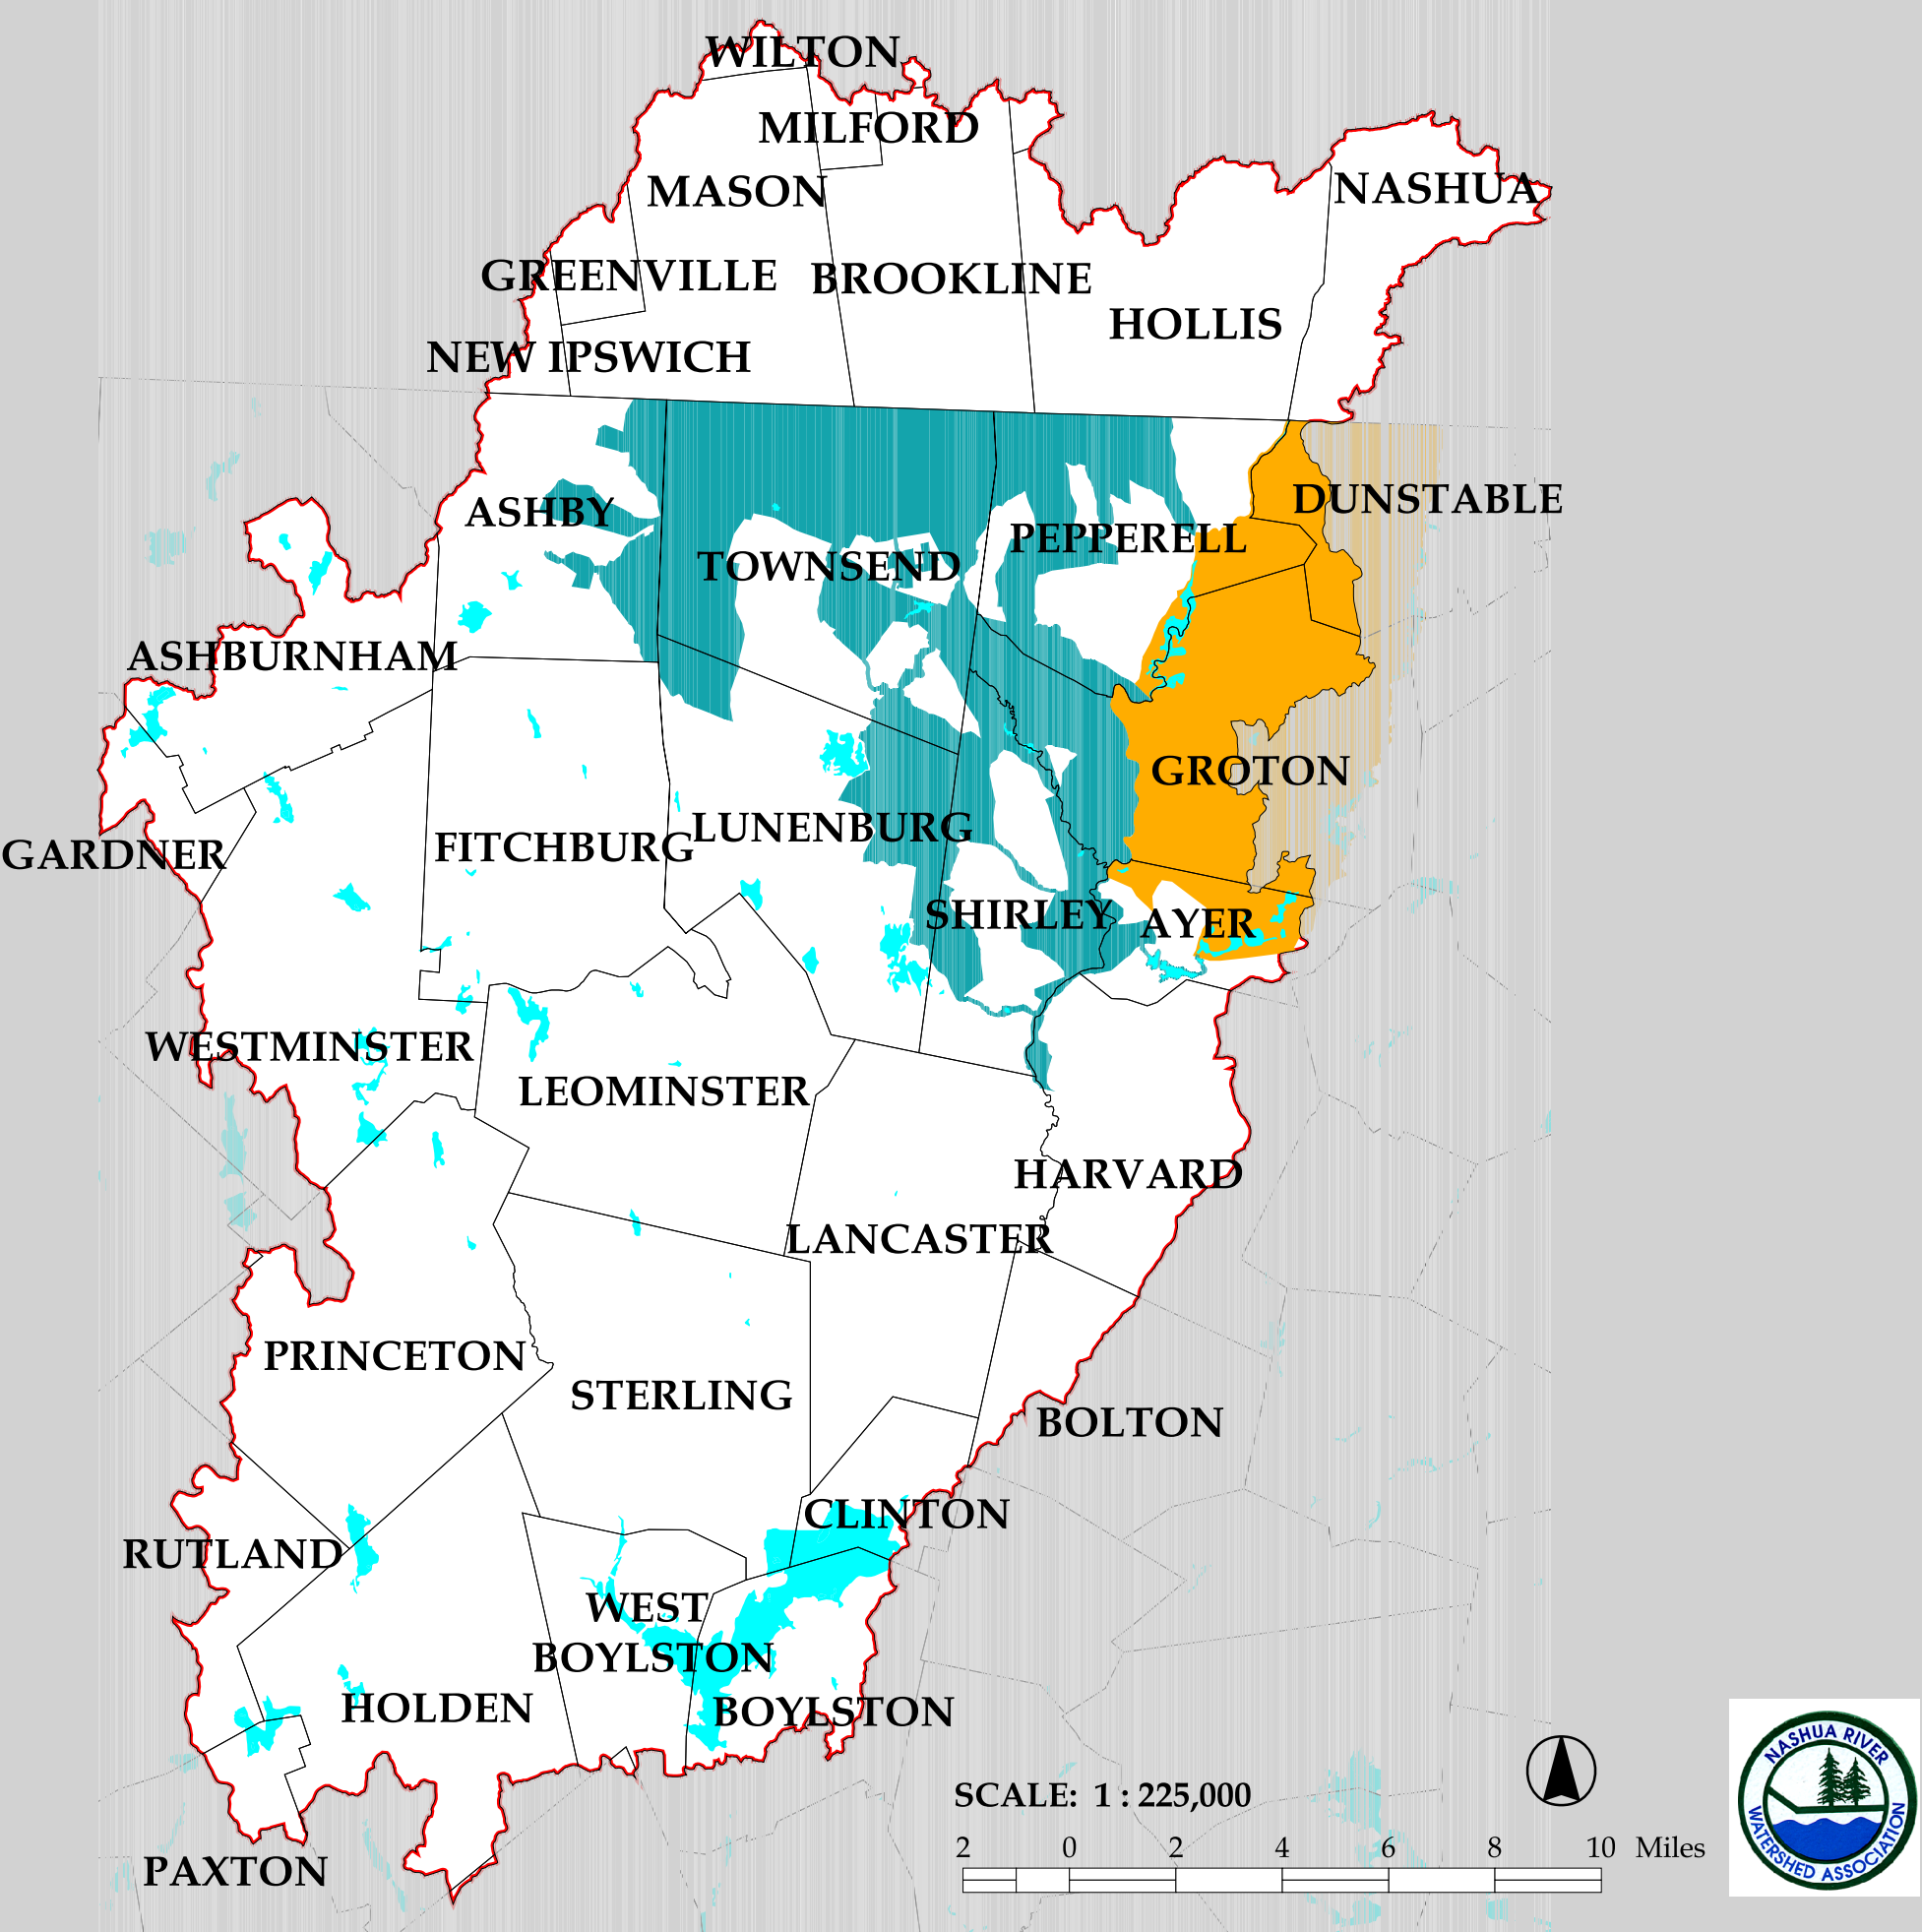 WILTON
MILFORD
MASON
NASHUA
GREENVILLE
BROOKLINE
HOLLIS
NEW IPSWICH
ASHBY
DUNSTABLE
PEPPERELL
TOWNSEND
ASHBURNHAM
GROTON
LUNENBURG
FITCHBURG
GARDNER
SHIRLEY
AYER
WESTMINSTER
LEOMINSTER
HARVARD
LANCASTER
PRINCETON
STERLING
BOLTON
CLINTON
RUTLAND
WEST
BOYLSTON
HOLDEN
BOYLSTON
PAXTON
SCALE: 1 : 225,000
2 0 2 4 6 8 10 Miles
NASHUA RIVER
WATERSHED ASSOCIATION